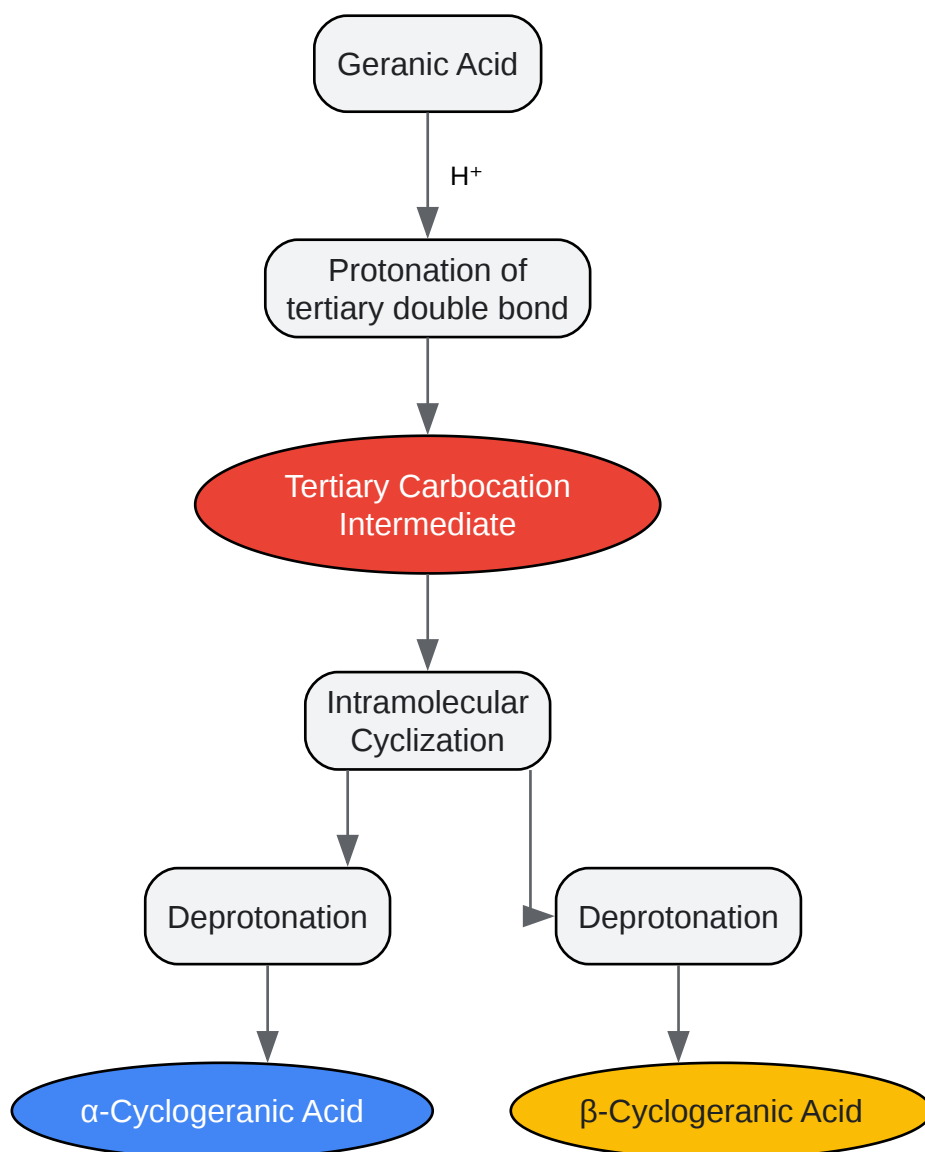 Geranic Acid
H⁺
Protonation of
tertiary double bond
Tertiary Carbocation
Intermediate
Intramolecular
Cyclization
Deprotonation
Deprotonation
α-Cyclogeranic Acid
β-Cyclogeranic Acid